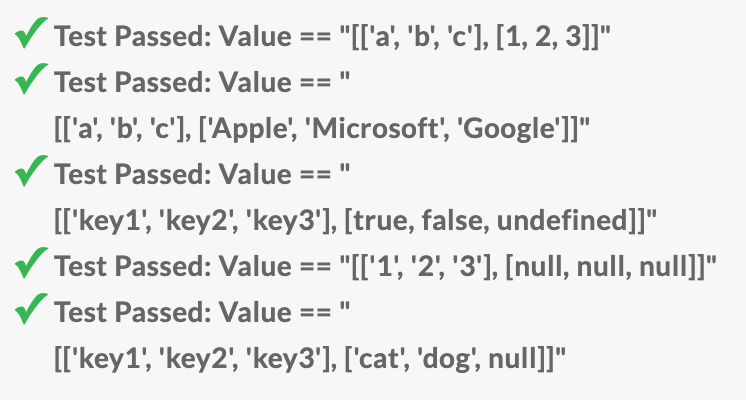 Test Passed: Value == "[['a', 'b', 'c'], [1, 2, 3]]"
Test Passed: Value == "
[['a', 'b', 'c'], ['Apple', 'Microsoft', 'Google']]"
Test Passed: Value == "
[['key1', 'key2', 'key3'], [true, false, undefined]]"
Test Passed: Value == "[['1', '2', '3'], [null, null, null]]"
Test Passed: Value == "
[['key1', 'key2', 'key3'], ['cat', 'dog', null]]"